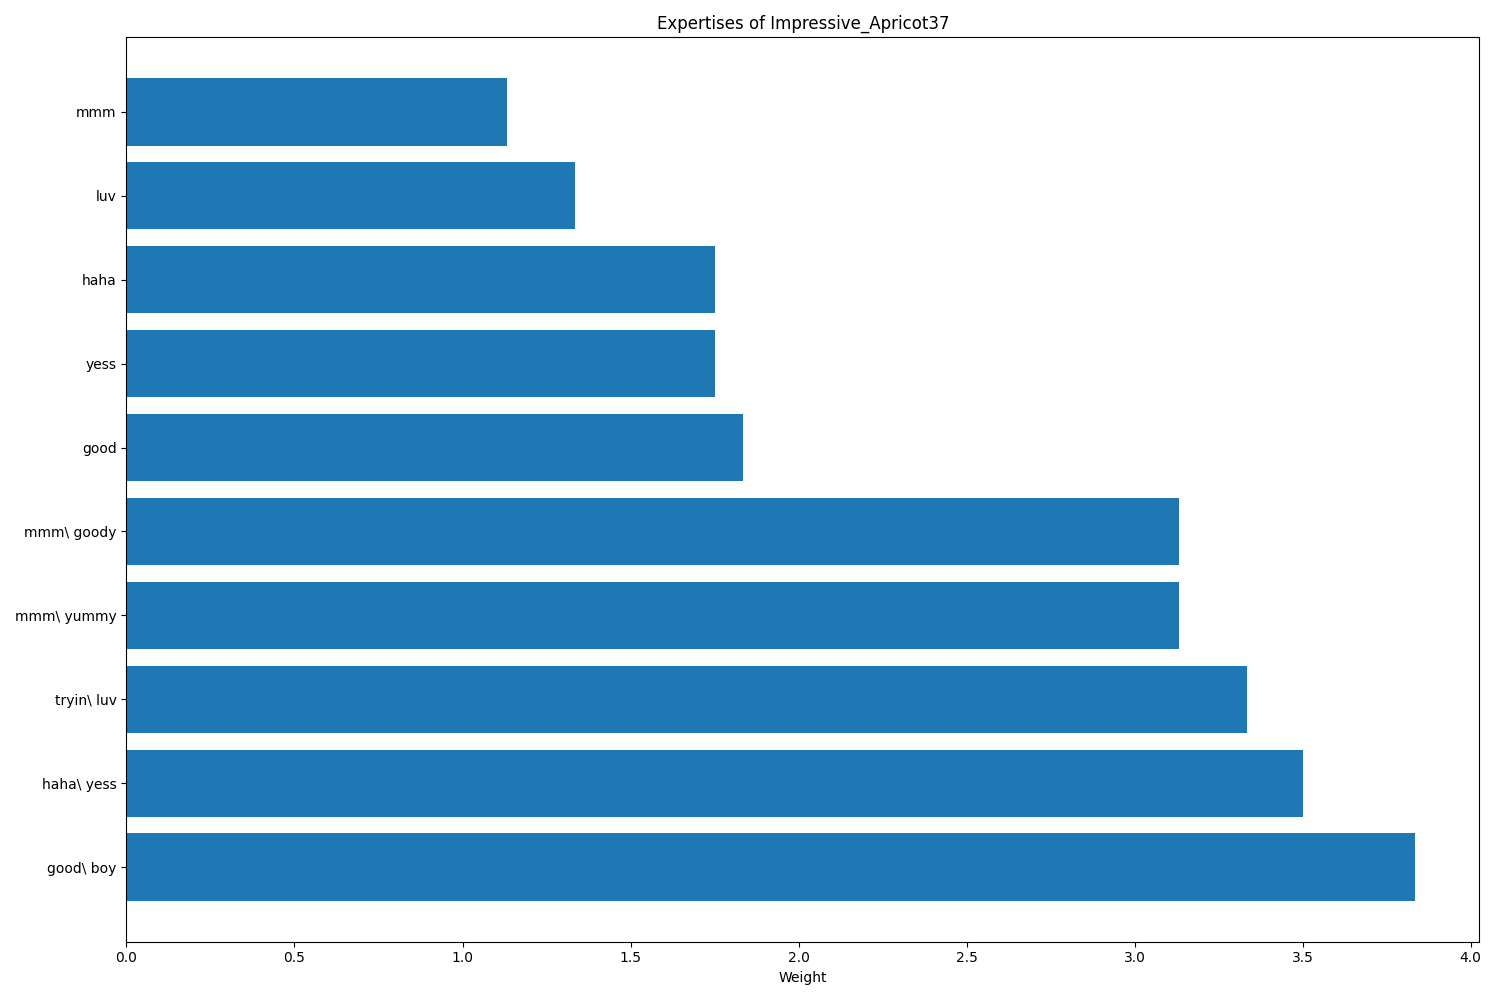 Expertises of Impressive_Apricot37
mmm
luv
haha
yess
good
mmm\ goody
mmm\ yummy
tryin\ luv
haha\ yess
good\ boy
0.0 0.5 1.0 1.5 2.0 2.5 3.0 3.5 4.0
Weight